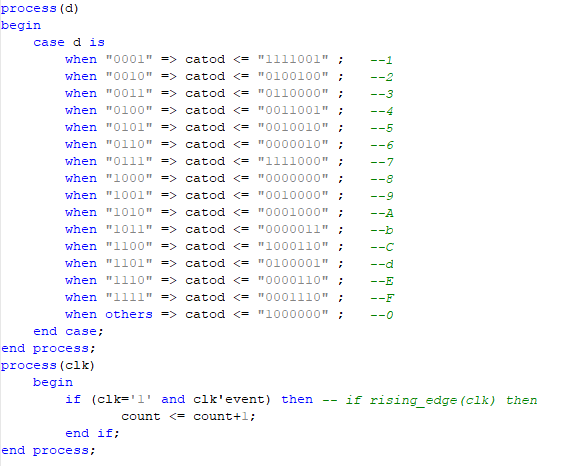 process(d)
begin
    case d is
        when "0001" => catod <= "1111001" ;   --1
        when "0010" => catod <= "0100100" ;   --2
        when "0011" => catod <= "0110000" ;   --3
        when "0100" => catod <= "0011001" ;   --4
        when "0101" => catod <= "0010010" ;   --5
        when "0110" => catod <= "0000010" ;   --6
        when "0111" => catod <= "1111000" ;   --7
        when "1000" => catod <= "0000000" ;   --8
        when "1001" => catod <= "0010000" ;   --9
        when "1010" => catod <= "0001000" ;   --A
        when "1011" => catod <= "0000011" ;   --b
        when "1100" => catod <= "1000110" ;   --C
        when "1101" => catod <= "0100001" ;   --d
        when "1110" => catod <= "0000110" ;   --E
        when "1111" => catod <= "0001110" ;   --F
        when others => catod <= "1000000" ;   --0
    end case;
end process;
process(clk)
    begin
        if (clk='1' and clk'event) then -- if rising_edge(clk) then
               count <= count+1;
        end if;
end process;